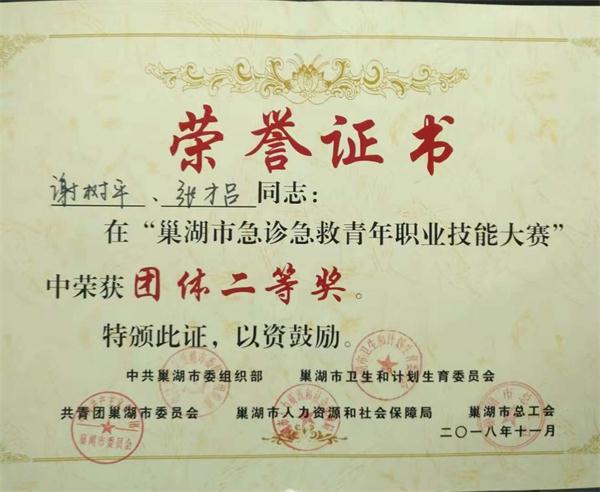 荣誉证书
谢树平、张才吕同志：
在“巢湖市急诊急救青年职业技能大赛”
中荣获团体二等奖。
特颁此证，以资鼓励。
中共巢湖市委组织部 巢湖市卫生和计划生育委员会
共青团巢湖市委员会 巢湖市人力资源和社会保障局 巢湖市总工会
二〇一八年十一月